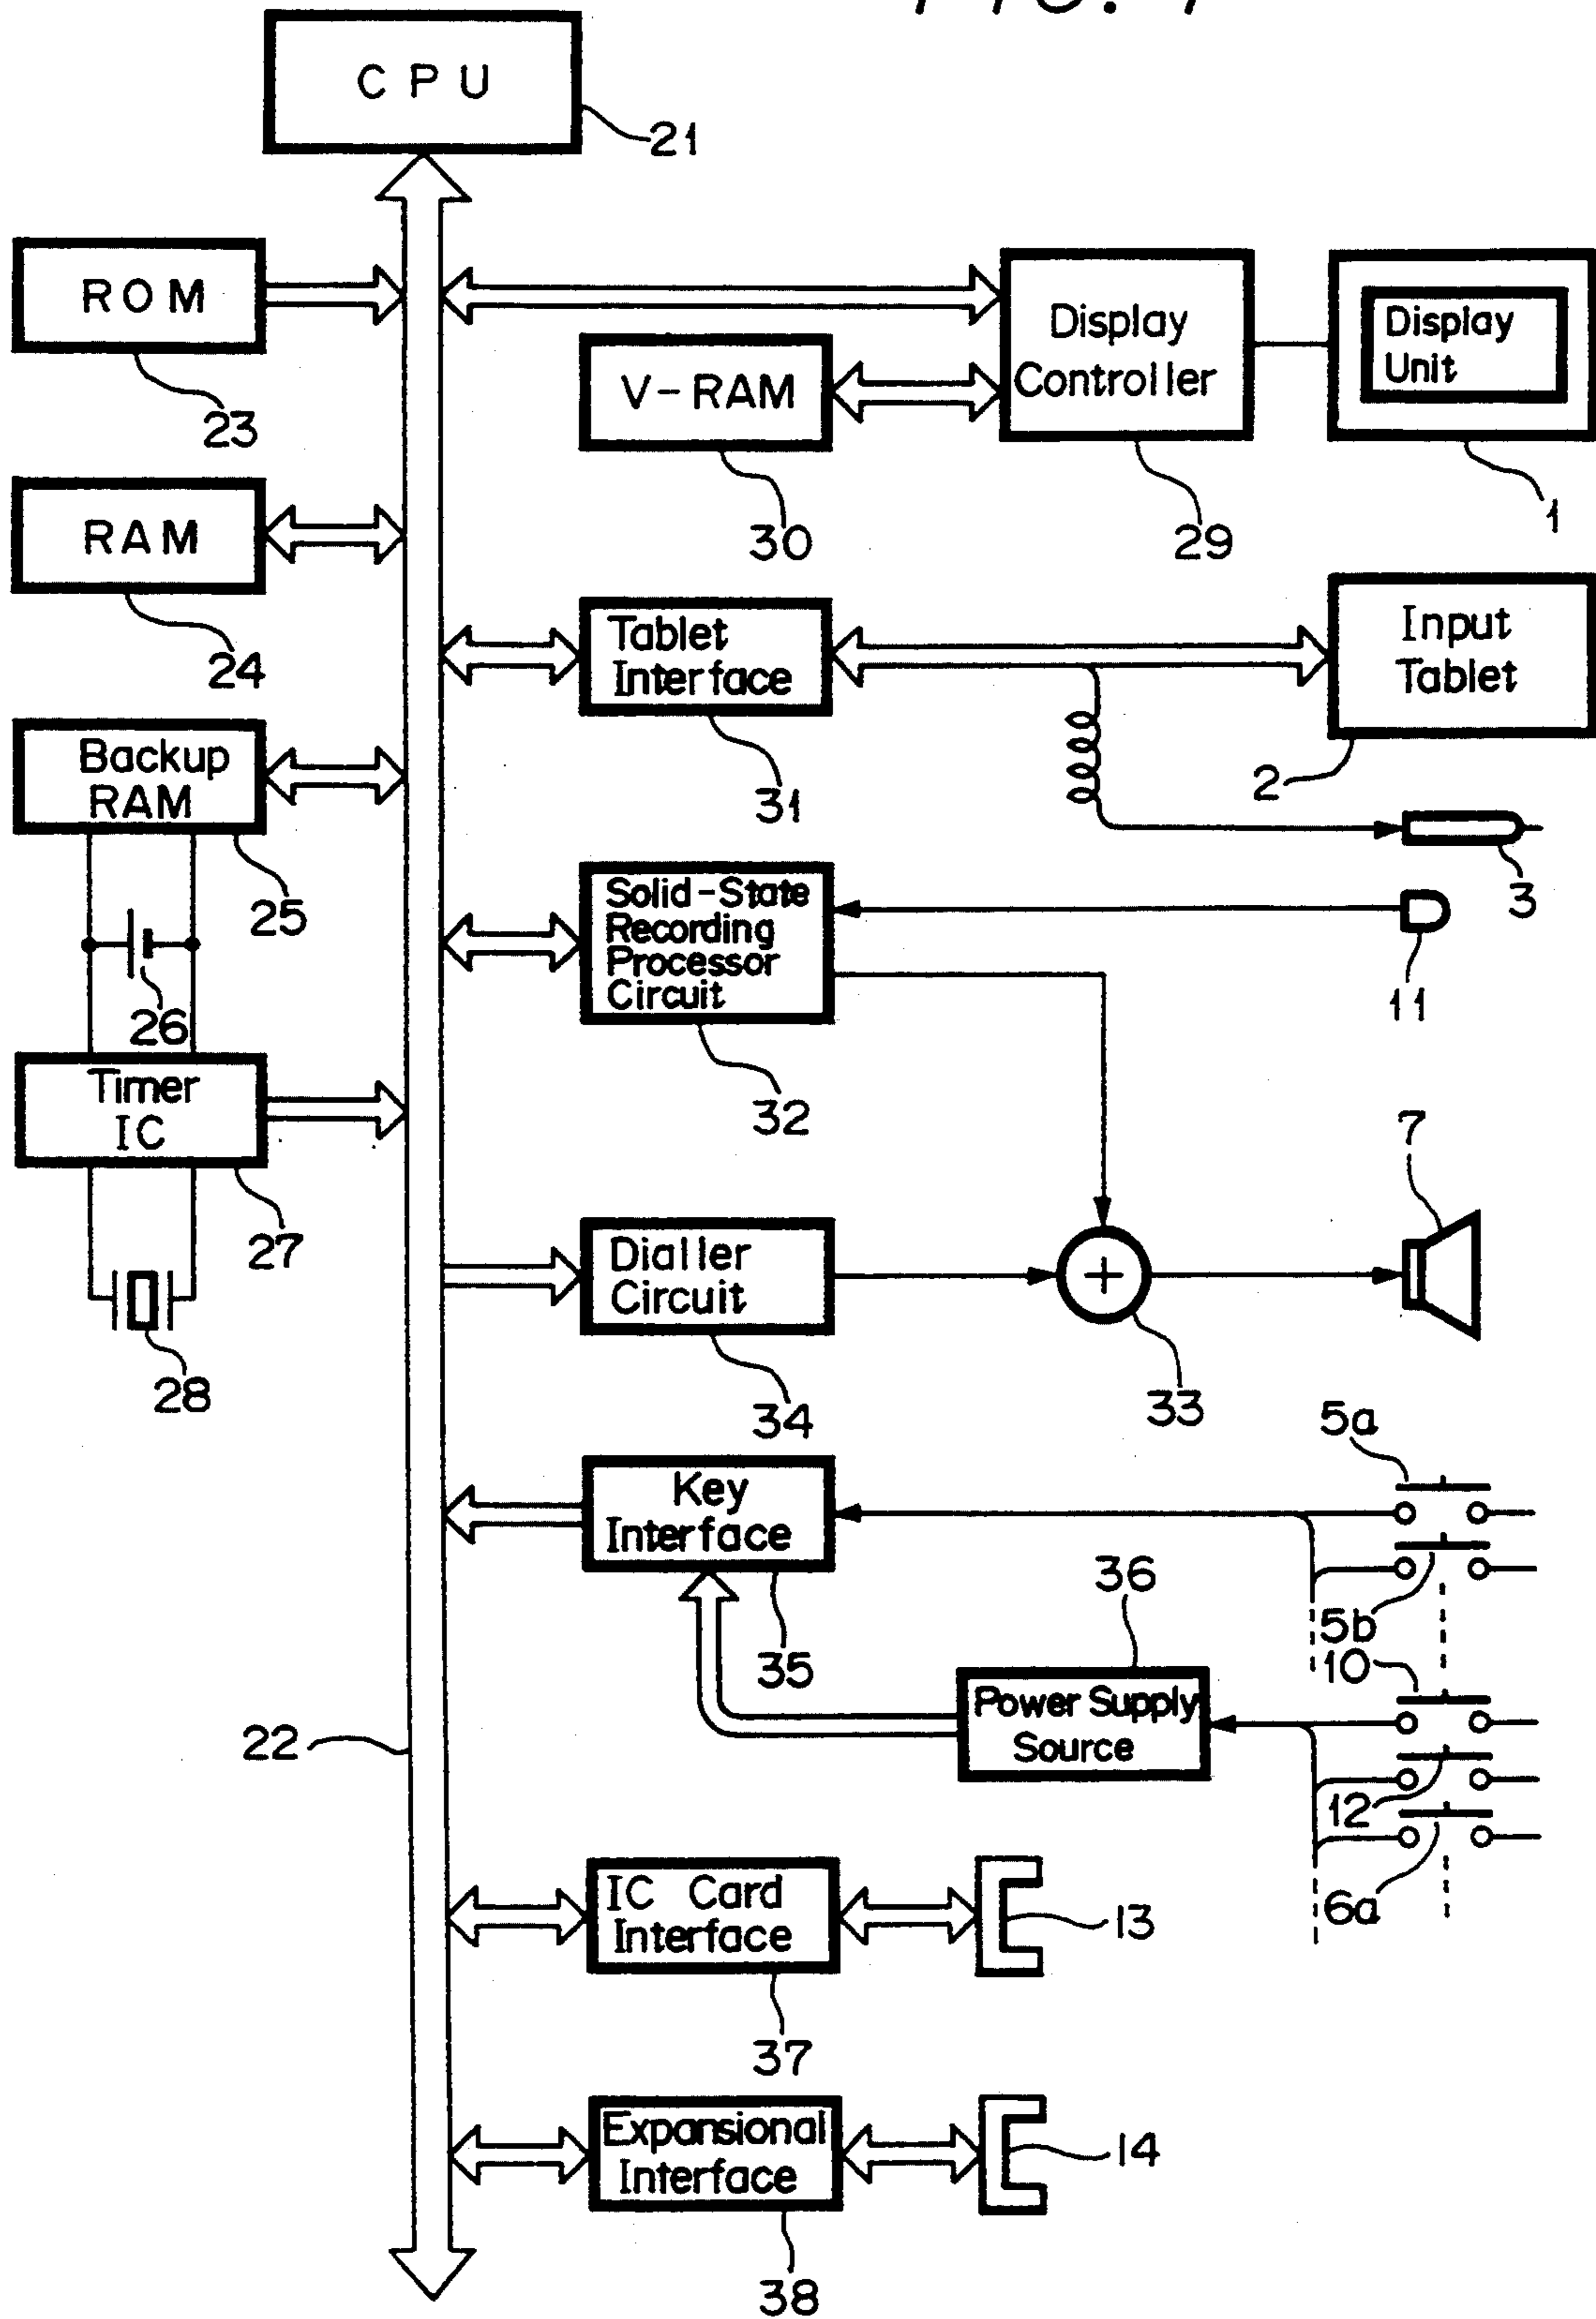 CPU
21
ROM
23
V-RAM
30
Display
Controller
29
Display
Unit
1
RAM
24
Tablet
Interface
31
Input
Tablet
2
3
Backup
RAM
25
26
Solid-State
Recording
Processor
Circuit
32
11
Timer
IC
27
28
7
Dialler
Circuit
34
33
5a
Key
Interface
35
5b
36
10
Power Supply
Source
22
12
6a
IC Card
Interface
37
13
Expansional
Interface
38
14